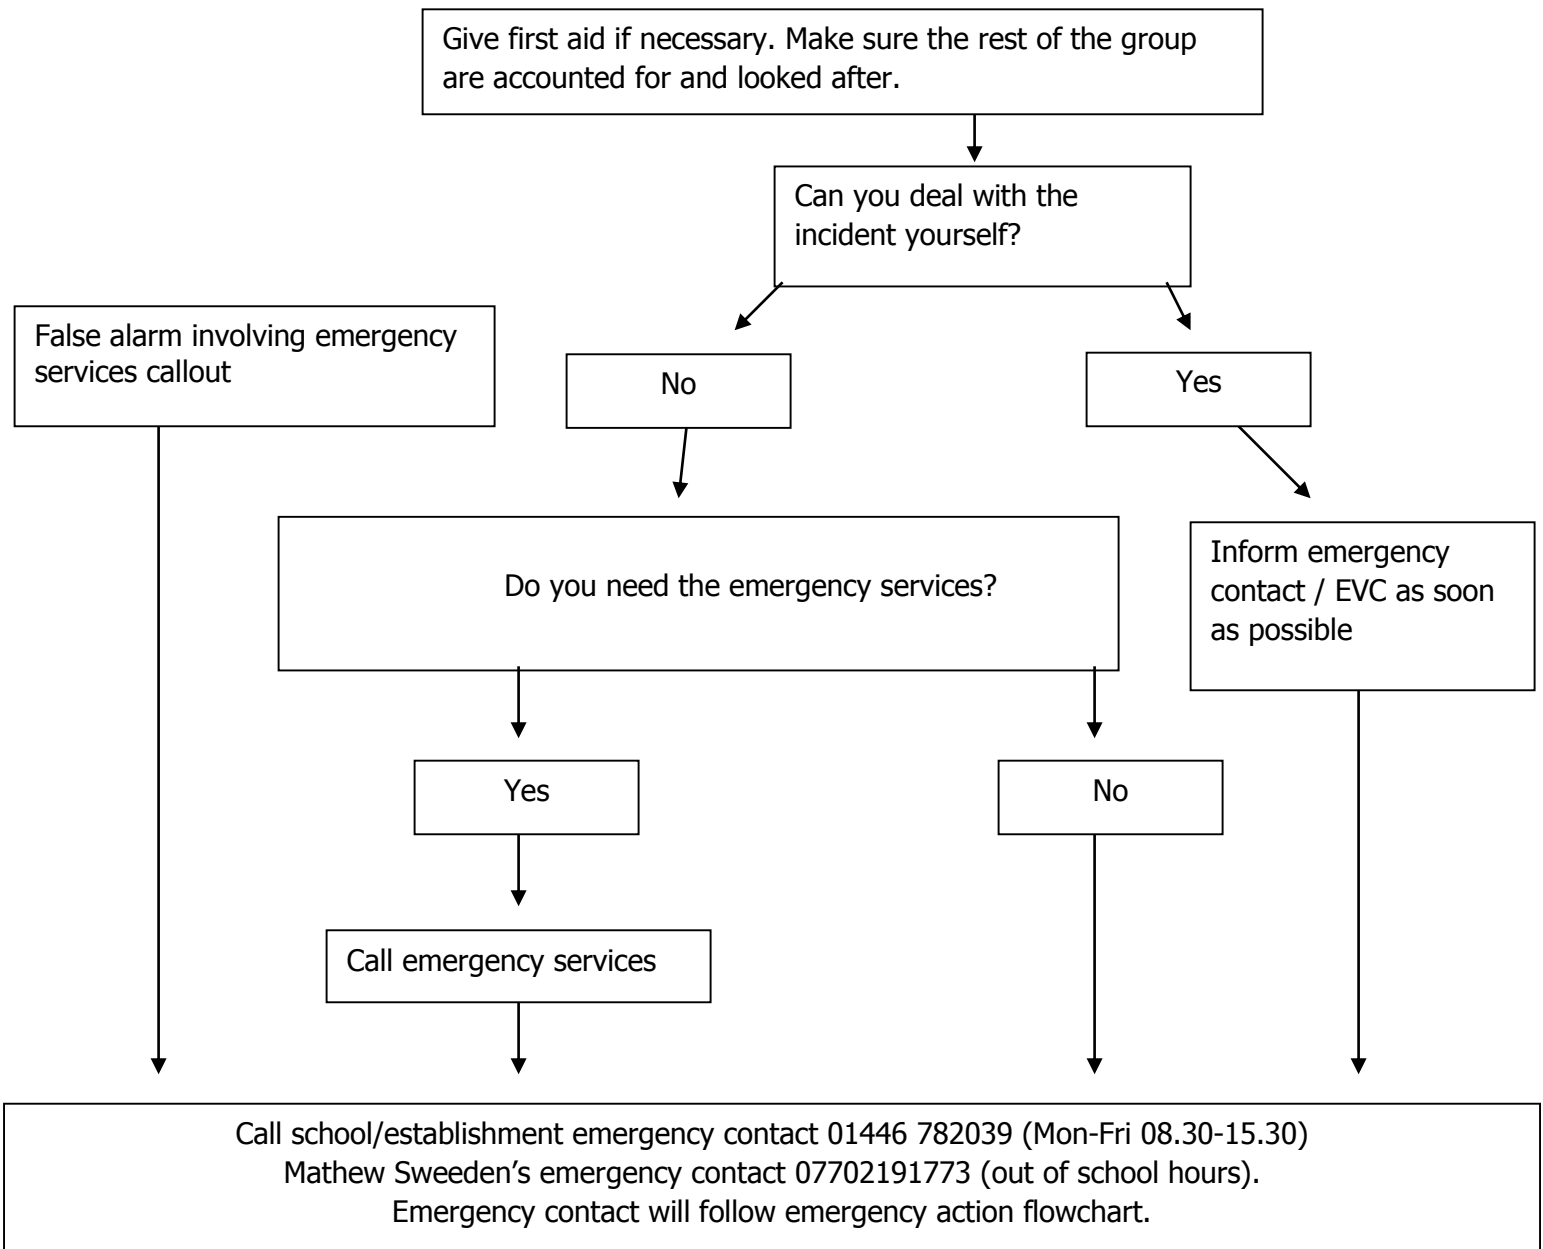 Give first aid if necessary. Make sure the rest of the group
are accounted for and looked after.
Can you deal with the
incident yourself?
False alarm involving emergency
services callout
No
Yes
Do you need the emergency services?
Inform emergency
contact / EVC as soon
as possible
Yes
No
Call emergency services
Call school/establishment emergency contact 01446 782039 (Mon-Fri 08.30-15.30)
Mathew Sweeden’s emergency contact 07702191773 (out of school hours).
Emergency contact will follow emergency action flowchart.